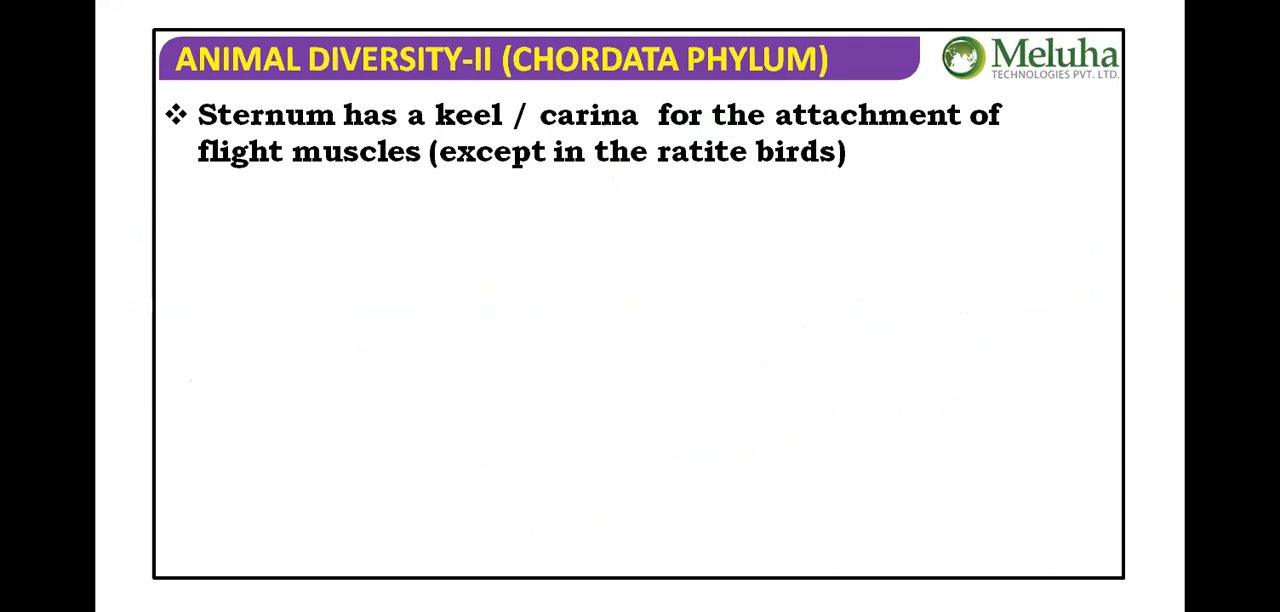 ANIMAL DIVERSITY-II (CHORDATA PHYLUM)
Meluha
TECHNOLOGIES PVT. LTD.
❖ Sternum has a keel / carina for the attachment of
flight muscles (except in the ratite birds)